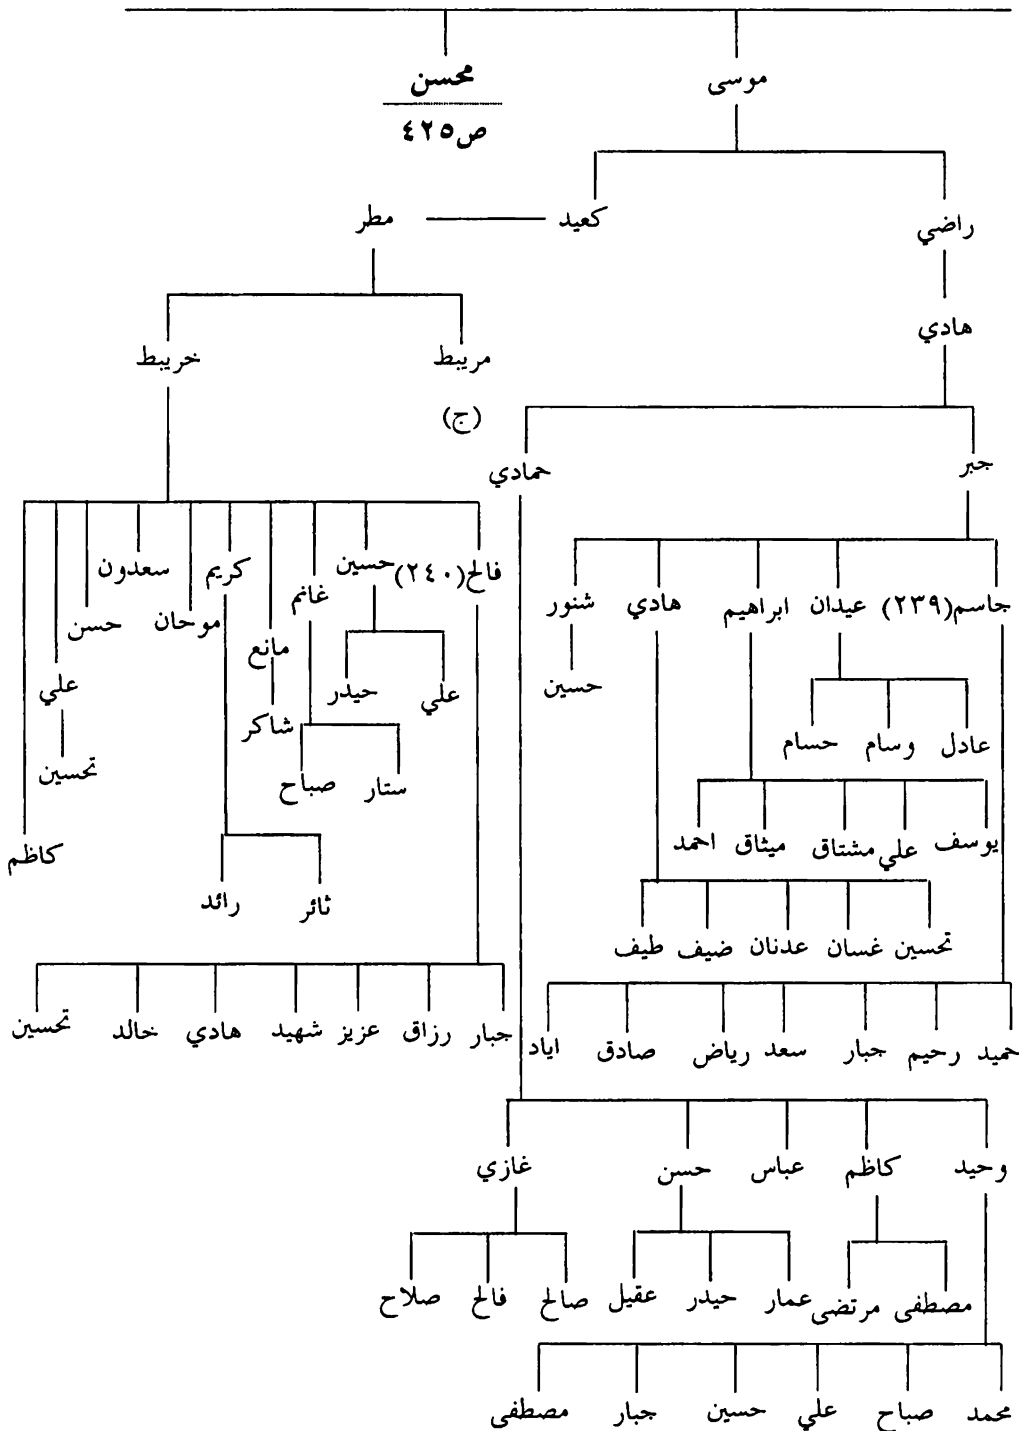 موسى محسن
ص٤٢٥
راضي كعيد مطر
هادي
مريبط خريبط
(ج)
جبر حمادي
فالح(٢٤٠) حسين غانم مانع كريم موحان سعدون حسن علي كاظم
جاسم(٢٣٩) عيدان ابراهيم هادي شنور
علي حيدر
حسين
شاكر
عادل وسام حسام
ستار صباح
تحسين
يوسف علي مشتاق ميثاق احمد
ثائر رائد
تحسين غسان عدنان ضيف طيف
جبار رزاق عزيز شهيد هادي خالد تحسين
حميد رحيم جبار سعد رياض صادق اياد
وحيد كاظم عباس حسن غازي
مصطفى مرتضى عمار حيدر عقيل صالح فالح صلاح
محمد صباح علي حسين جبار مصطفى